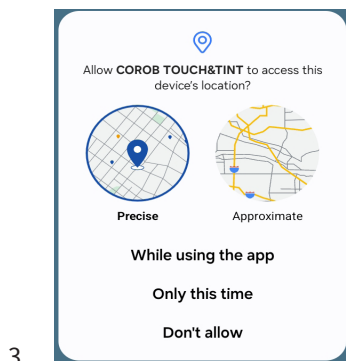 Allow COROB TOUCH&TINT to access this
device's location?
Precise
Approximate
While using the app
Only this time
Don't allow
3